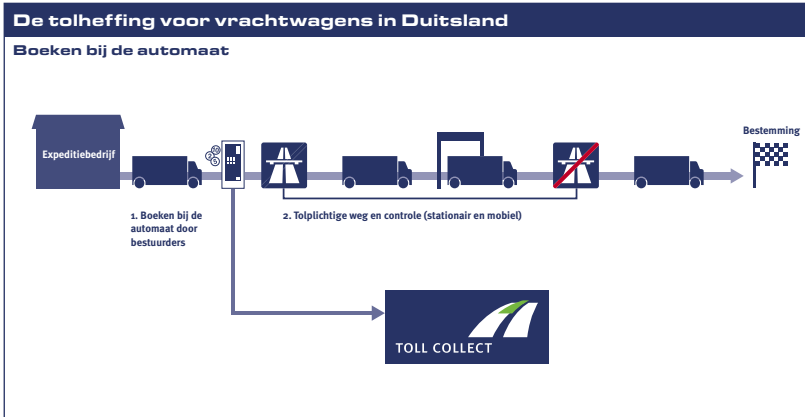 De tolheffing voor vrachtwagens in Duitsland
Boeken bij de automaat
Expeditiebedrijf
Bestemming
1. Boeken bij de
automaat door
bestuurders
2. Tolplichtige weg en controle (stationair en mobiel)
TOLL COLLECT